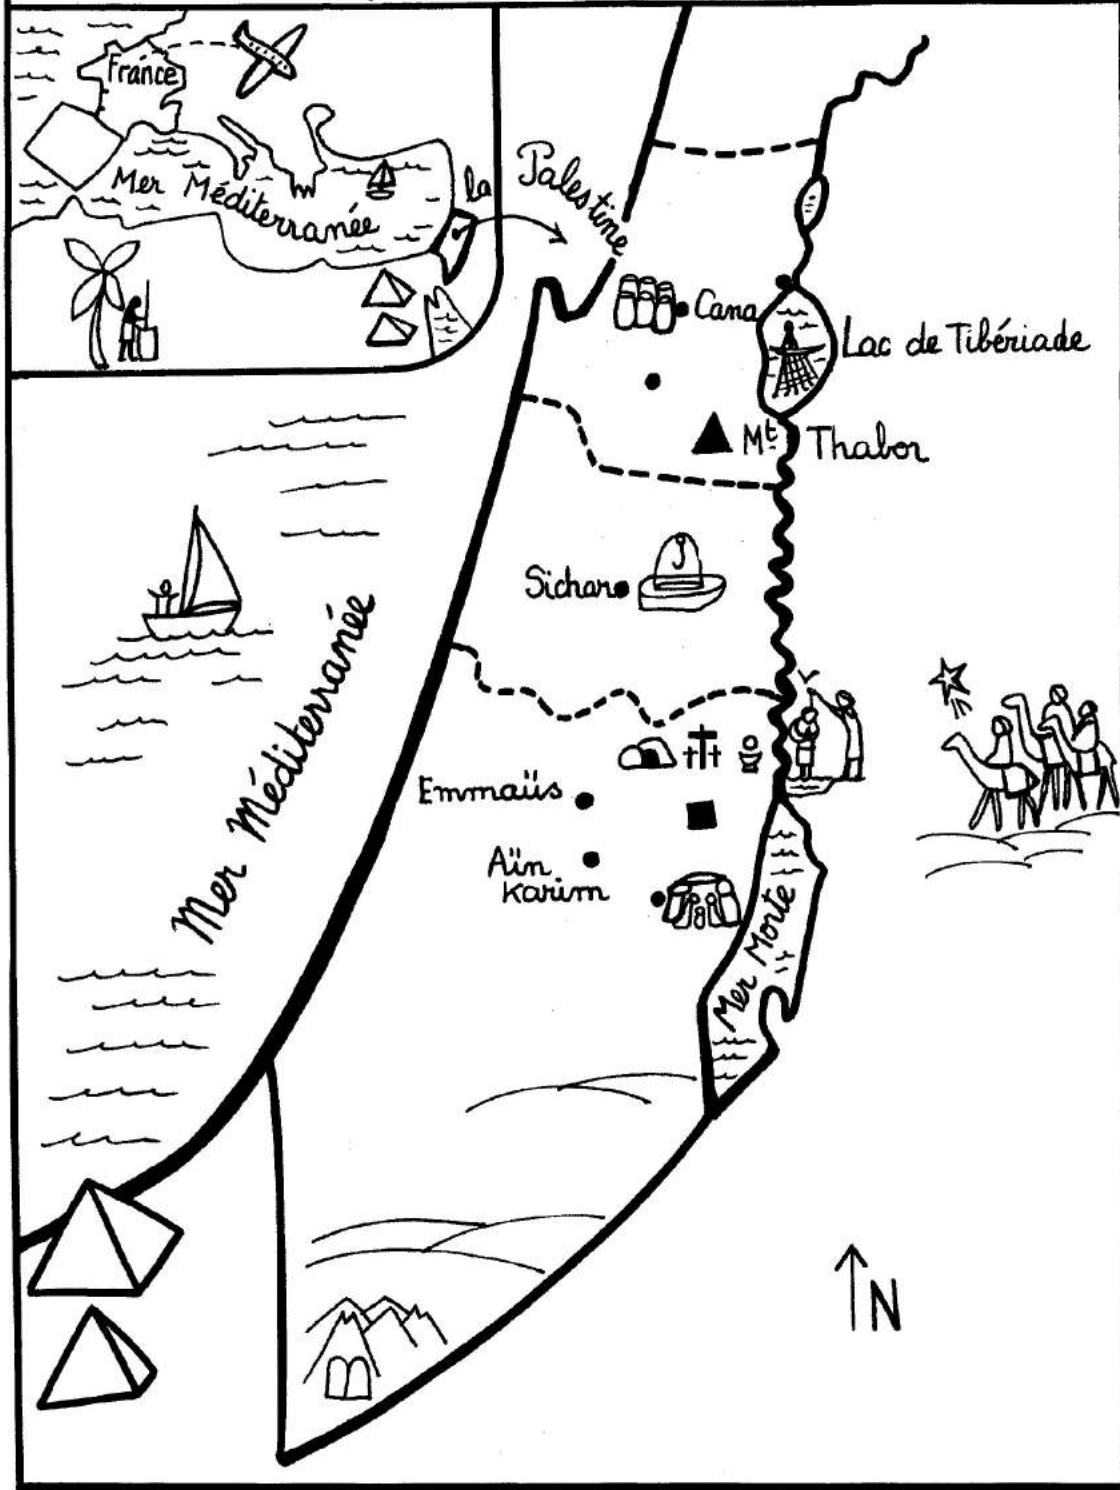 France
Mer Méditerranée
la Palestine
Cana
Lac de Tibériade
Mt Thabor
Sichar
J
Mer Méditerranée
Emmaüs
Aïn
Karim
Mer Morte
N